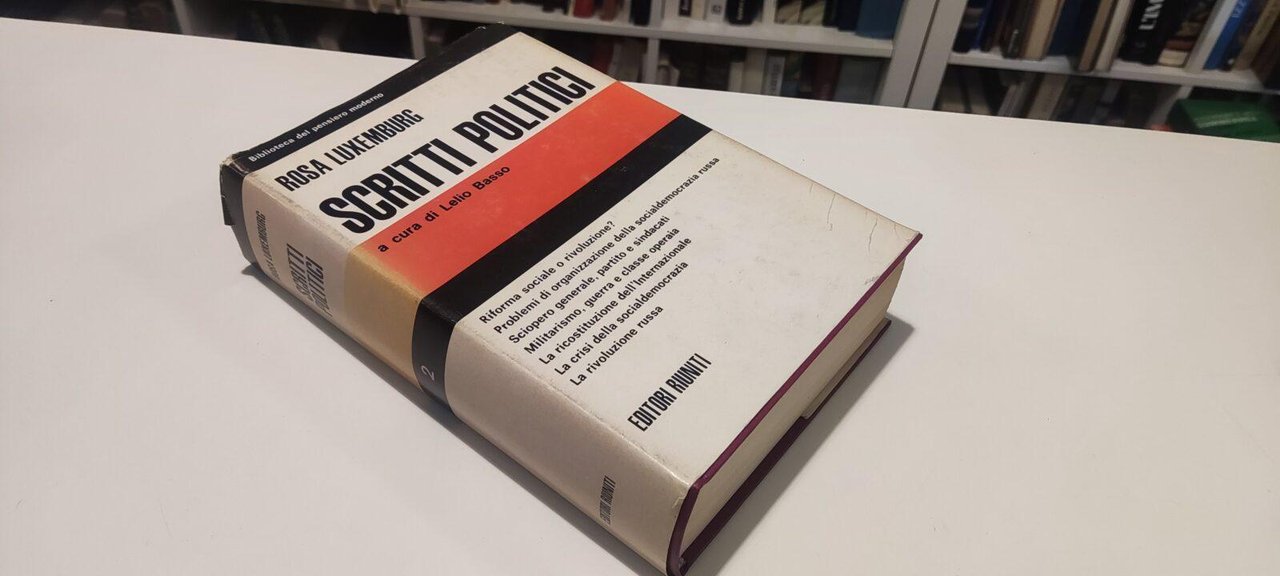 Biblioteca del pensiero moderno
ROSA LUXEMBURG
SCRITTI POLITICI
a cura di Lelio Basso
Riforma sociale o rivoluzione?
Problemi di organizzazione della socialdemocrazia russa
Sciopero generale, partito e sindacati
Militarismo, guerra e classe operaia
La ricostituzione dell'Internazionale
La crisi della socialdemocrazia
La rivoluzione russa
EDITORI RIUNITI
ROSA LUXEMBURG
SCRITTI
POLITICI
2
EDITORI RIUNITI